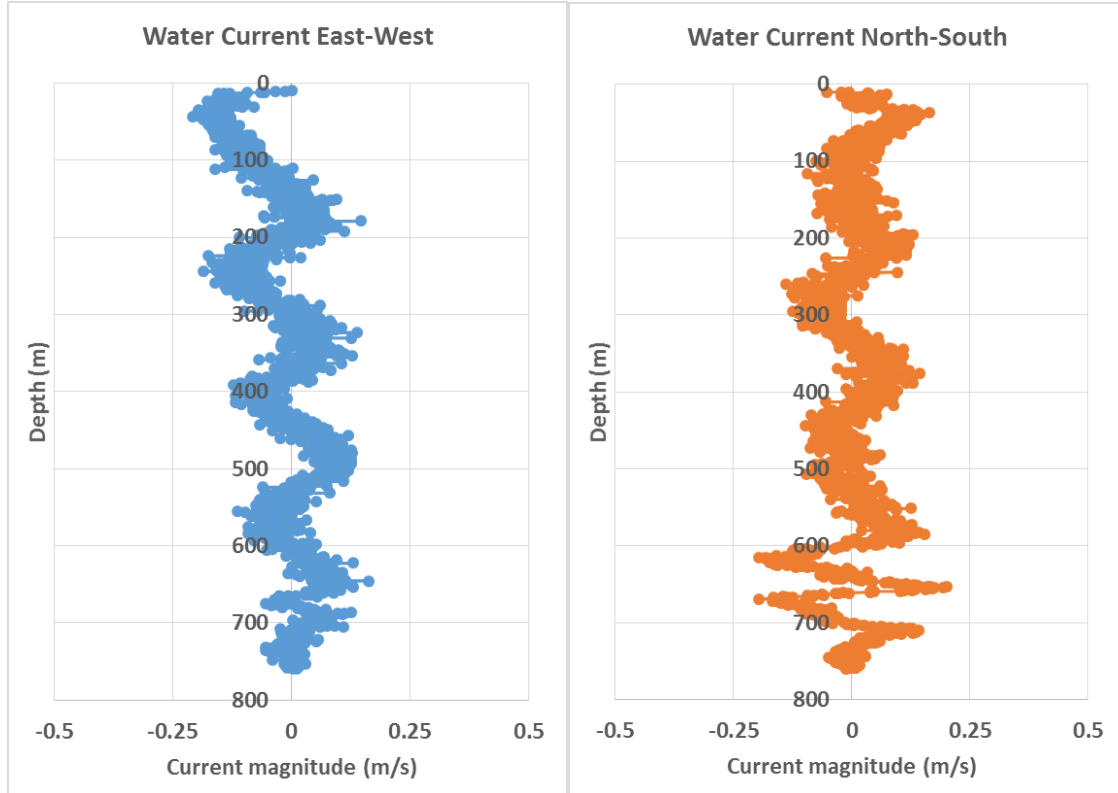 Water Current East-West
0
100
200
300
400
500
600
700
800
-0.5 -0.25 0 0.25 0.5
Depth (m)
Current magnitude (m/s)
Water Current North-South
0
100
200
300
400
500
600
700
800
-0.5 -0.25 0 0.25 0.5
Depth (m)
Current magnitude (m/s)